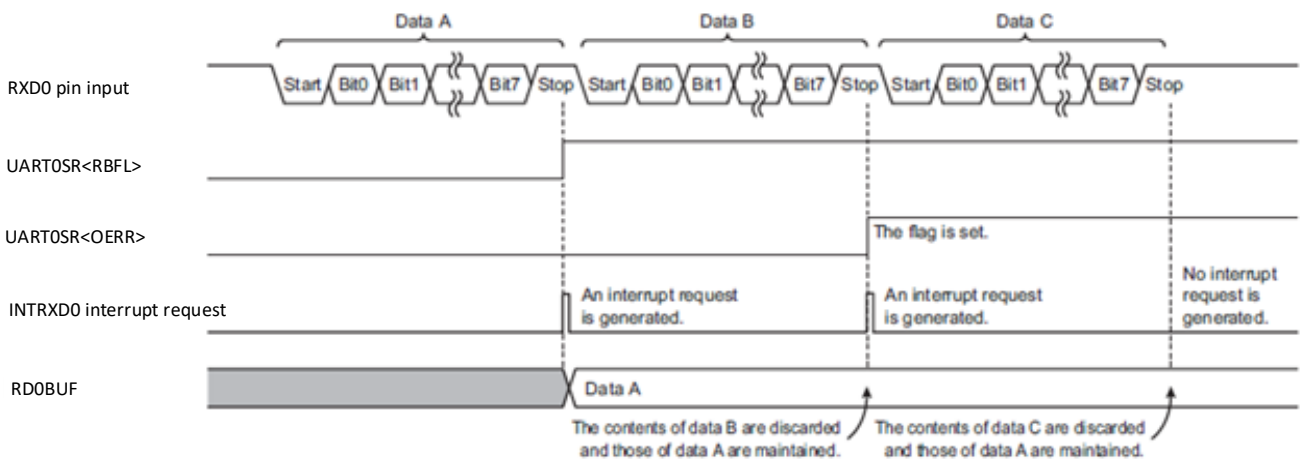 Data A Data B Data C
RXD0 pin input Start Bit0 Bit1 Bit7 Stop Start Bit0 Bit1 Bit7 Stop Start Bit0 Bit1 Bit7 Stop
UART0SR<RBFL>
UART0SR<OERR>
The flag is set.
INTRXD0 interrupt request
An interrupt request
is generated.
An interrupt request
is generated.
No interrupt
request is
generated.
RD0BUF
Data A
The contents of data B are discarded
and those of data A are maintained.
The contents of data C are discarded
and those of data A are maintained.